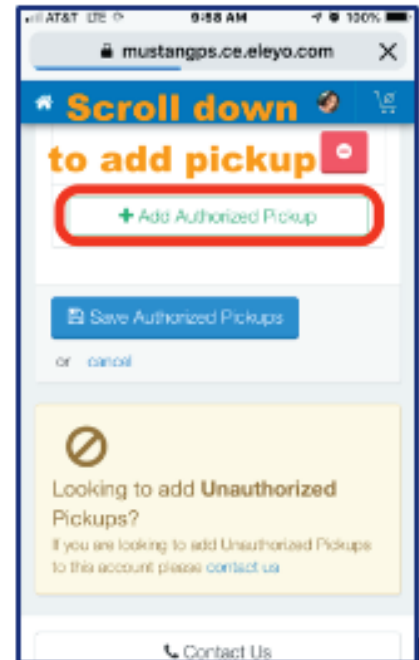 AT&T LTE 9:58 AM 100%
mustangps.ce.eleyo.com
Scroll down
to add pickup
+ Add Authorized Pickup
Save Authorized Pickups
or cancel
Looking to add Unauthorized
Pickups?
If you are looking to add Unauthorized Pickups
to this account please contact us
Contact Us